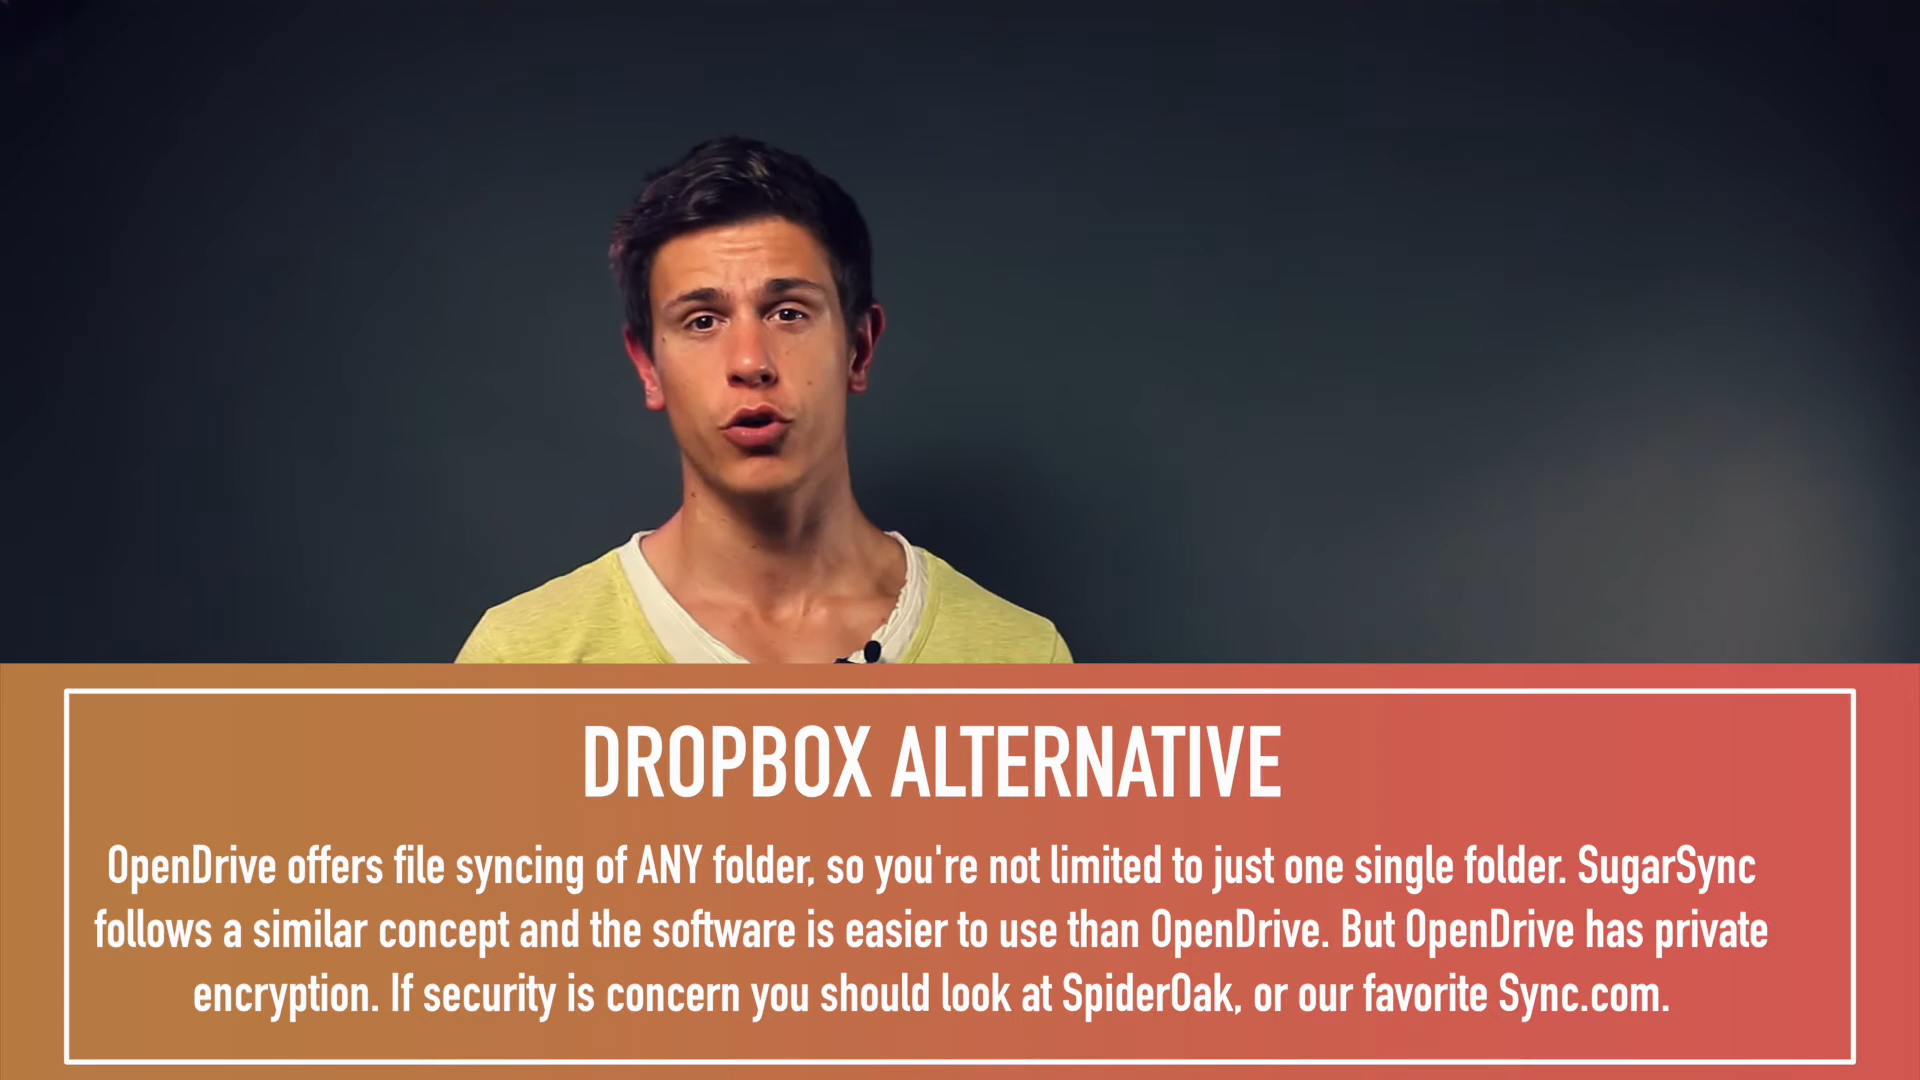 DROPBOX ALTERNATIVE
OpenDrive offers file syncing of ANY folder, so you're not limited to just one single folder. SugarSync
follows a similar concept and the software is easier to use than OpenDrive. But OpenDrive has private
encryption. If security is concern you should look at SpiderOak, or our favorite Sync.com.